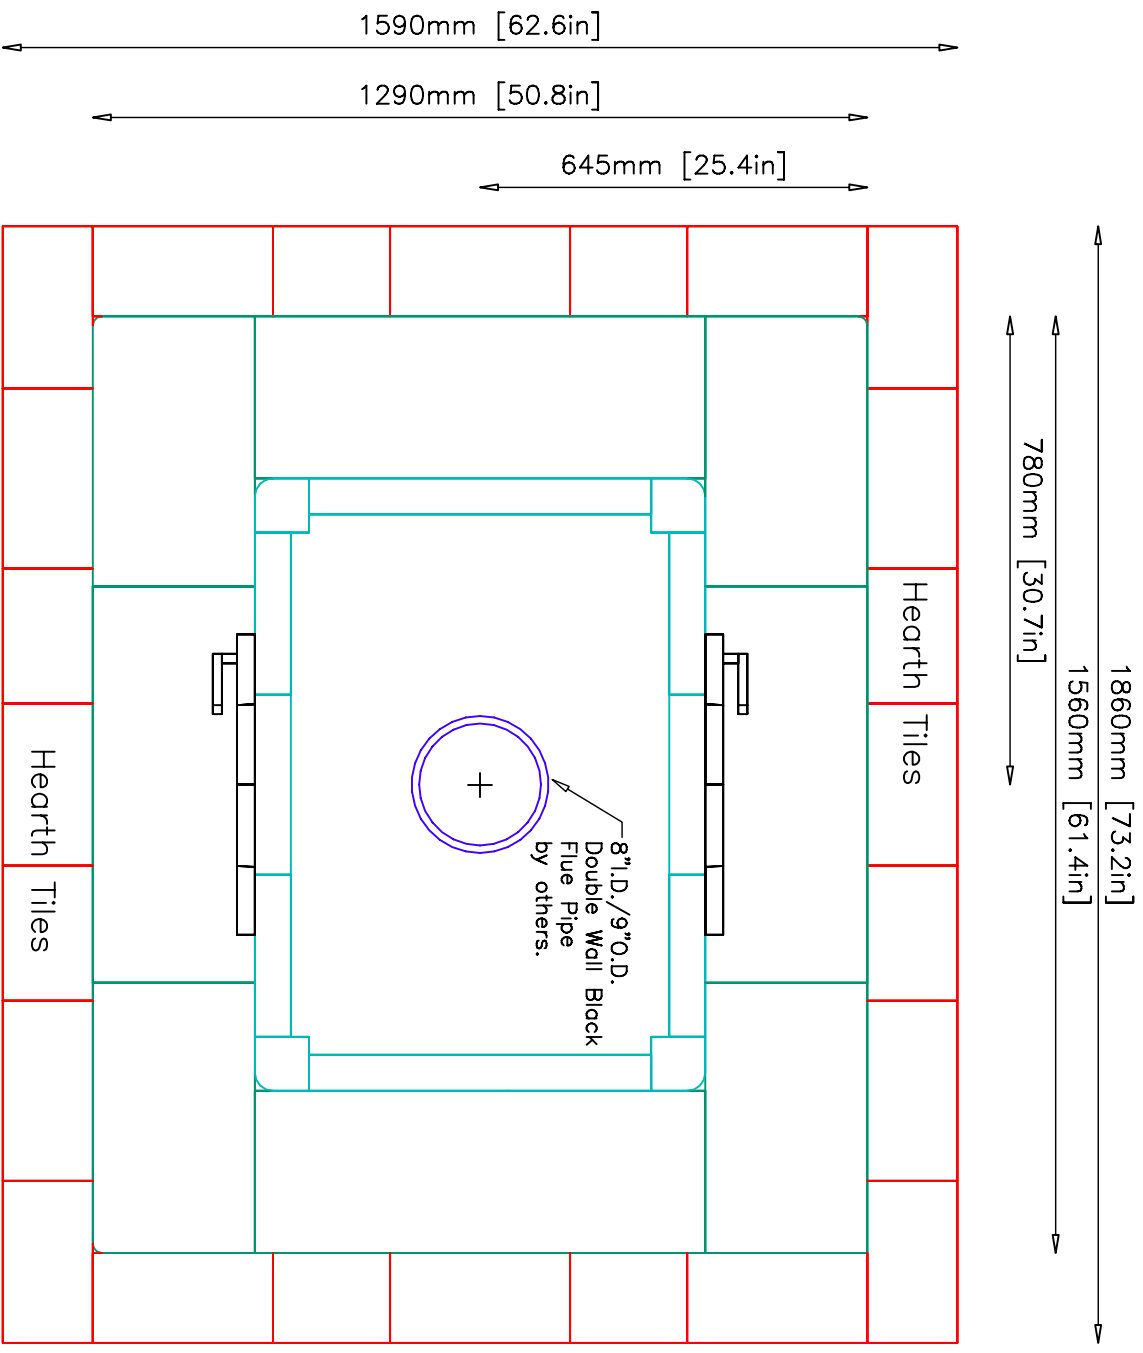 1590mm [62.6in]
1290mm [50.8in]
645mm [25.4in]
1860mm [73.2in]
1560mm [61.4in]
780mm [30.7in]
Hearth Tiles
8"I.D./9"O.D.
Double Wall Black
Flue Pipe
by others.
Hearth Tiles